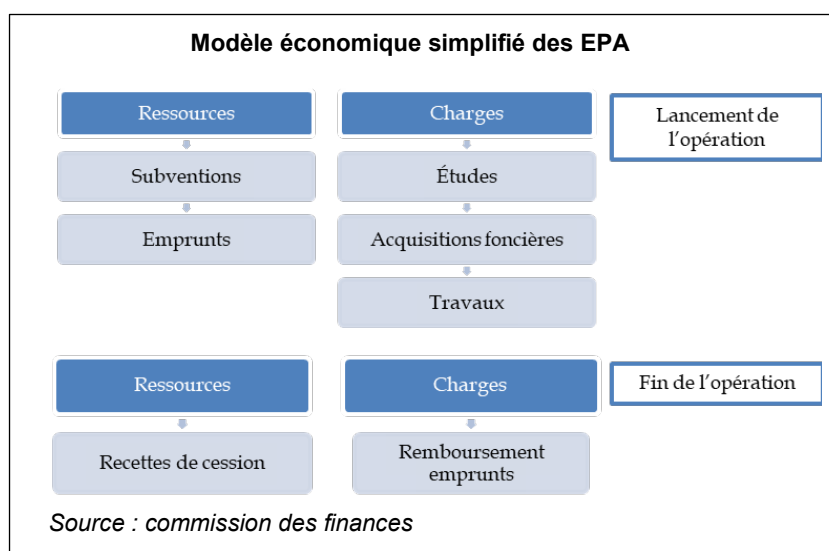 Modèle économique simplifié des EPA
Ressources
Charges
Lancement de
l’opération
Subventions
Études
Emprunts
Acquisitions foncières
Travaux
Ressources
Charges
Fin de l’opération
Recettes de cession
Remboursement
emprunts
Source : commission des finances